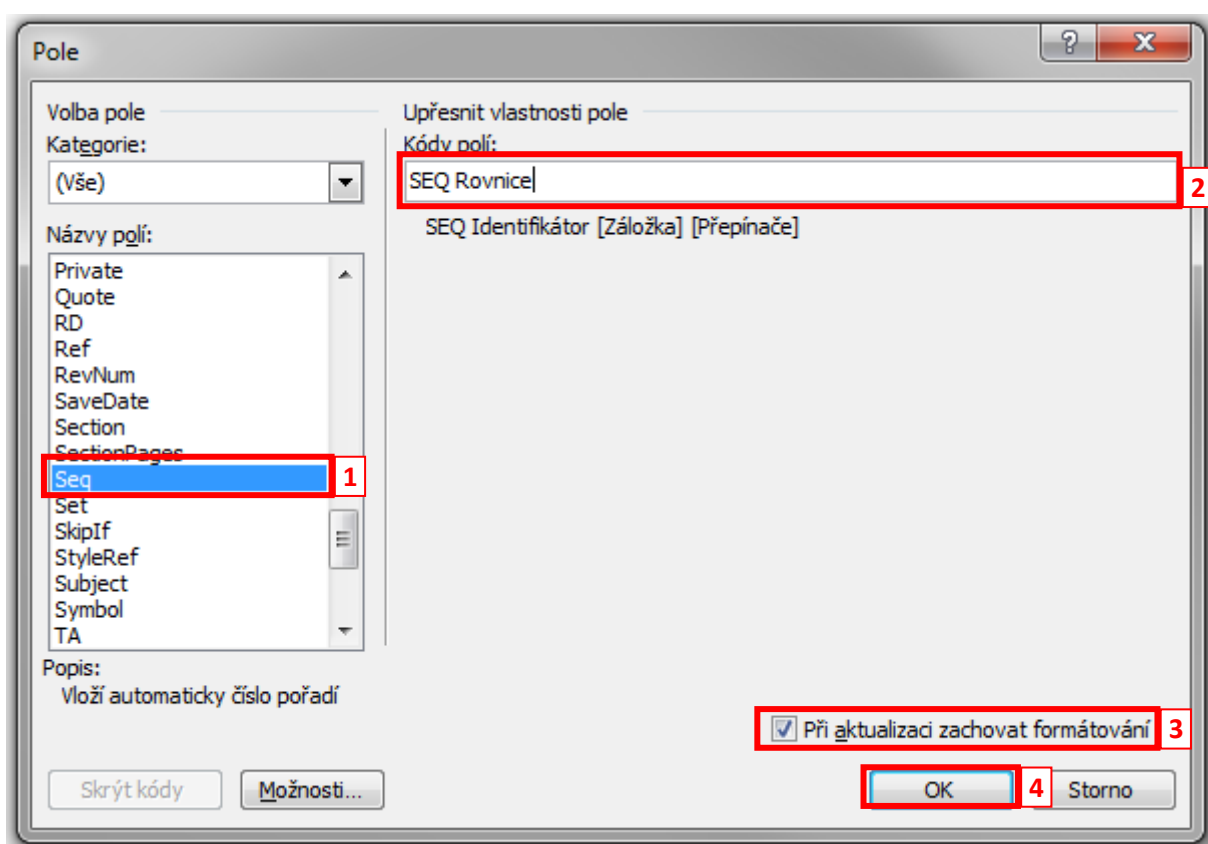 Pole
Volba pole
Kategorie:
(Vše)
Názvy polí:
Private
Quote
RD
Ref
RevNum
SaveDate
Section
SectionPages
Seq
1
Set
SkipIf
StyleRef
Subject
Symbol
TA
Popis:
Vloží automaticky číslo pořadí
Upřesnit vlastnosti pole
Kódy polí:
SEQ Rovnice
2
SEQ Identifikátor [Záložka] [Přepínače]
Při aktualizaci zachovat formátování
3
Skrýt kódy
Možnosti...
OK
4
Storno